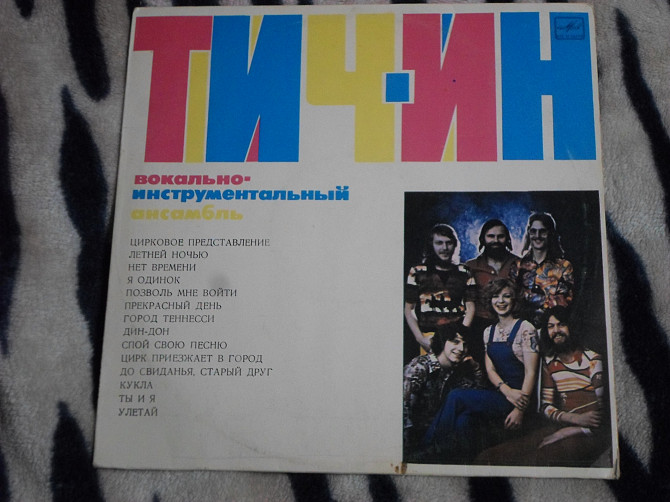 ТИЧ-ИН
вокально-
инструментальный
ансамбль
ЦИРКОВОЕ ПРЕДСТАВЛЕНИЕ
ЛЕТНЕЙ НОЧЬЮ
НЕТ ВРЕМЕНИ
Я ОДИНОК
ПОЗВОЛЬ МНЕ ВОЙТИ
ПРЕКРАСНЫЙ ДЕНЬ
ГОРОД ТЕННЕССИ
ДИН-ДОН
СПОЙ СВОЮ ПЕСНЮ
ЦИРК ПРИЕЗЖАЕТ В ГОРОД
ДО СВИДАНЬЯ, СТАРЫЙ ДРУГ
КУКЛА
ТЫ И Я
УЛЕТАЙ